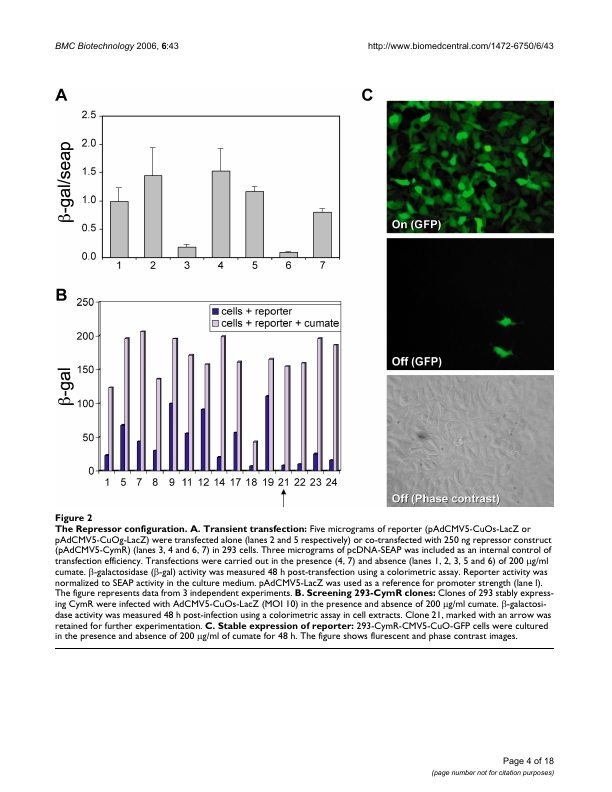 BMC Biotechnology 2006, 6:43
http://www.biomedcentral.com/1472-6750/6/43
A
2.5
2.0
1.5
1.0
0.5
0.0
β-gal/seap
1 2 3 4 5 6 7
B
250
200
150
100
50
0
β-gal
cells + reporter
cells + reporter + cumate
1 5 7 8 9 11 12 14 17 18 19 21 22 23 24
C
On (GFP)
Off (GFP)
Off (Phase contrast)
Figure 2
The Repressor configuration. A. Transient transfection: Five micrograms of reporter (pAdCMV5-CuOs-LacZ or
pAdCMV5-CuOg-LacZ) were transfected alone (lanes 2 and 5 respectively) or co-transfected with 250 ng repressor construct
(pAdCMV5-CymR) (lanes 3, 4 and 6, 7) in 293 cells. Three micrograms of pcDNA-SEAP was included as an internal control of
transfection efficiency. Transfections were carried out in the presence (4, 7) and absence (lanes 1, 2, 3, 5 and 6) of 200 μg/ml
cumate. β-galactosidase (β-gal) activity was measured 48 h post-transfection using a colorimetric assay. Reporter activity was
normalized to SEAP activity in the culture medium. pAdCMV5-LacZ was used as a reference for promoter strength (lane I).
The figure represents data from 3 independent experiments. B. Screening 293-CymR clones: Clones of 293 stably express-
ing CymR were infected with AdCMV5-CuOs-LacZ (MOI 10) in the presence and absence of 200 μg/ml cumate. β-galactosi-
dase activity was measured 48 h post-infection using a colorimetric assay in cell extracts. Clone 21, marked with an arrow was
retained for further experimentation. C. Stable expression of reporter: 293-CymR-CMV5-CuO-GFP cells were cultured
in the presence and absence of 200 μg/ml of cumate for 48 h. The figure shows flurescent and phase contrast images.
Page 4 of 18
(page number not for citation purposes)